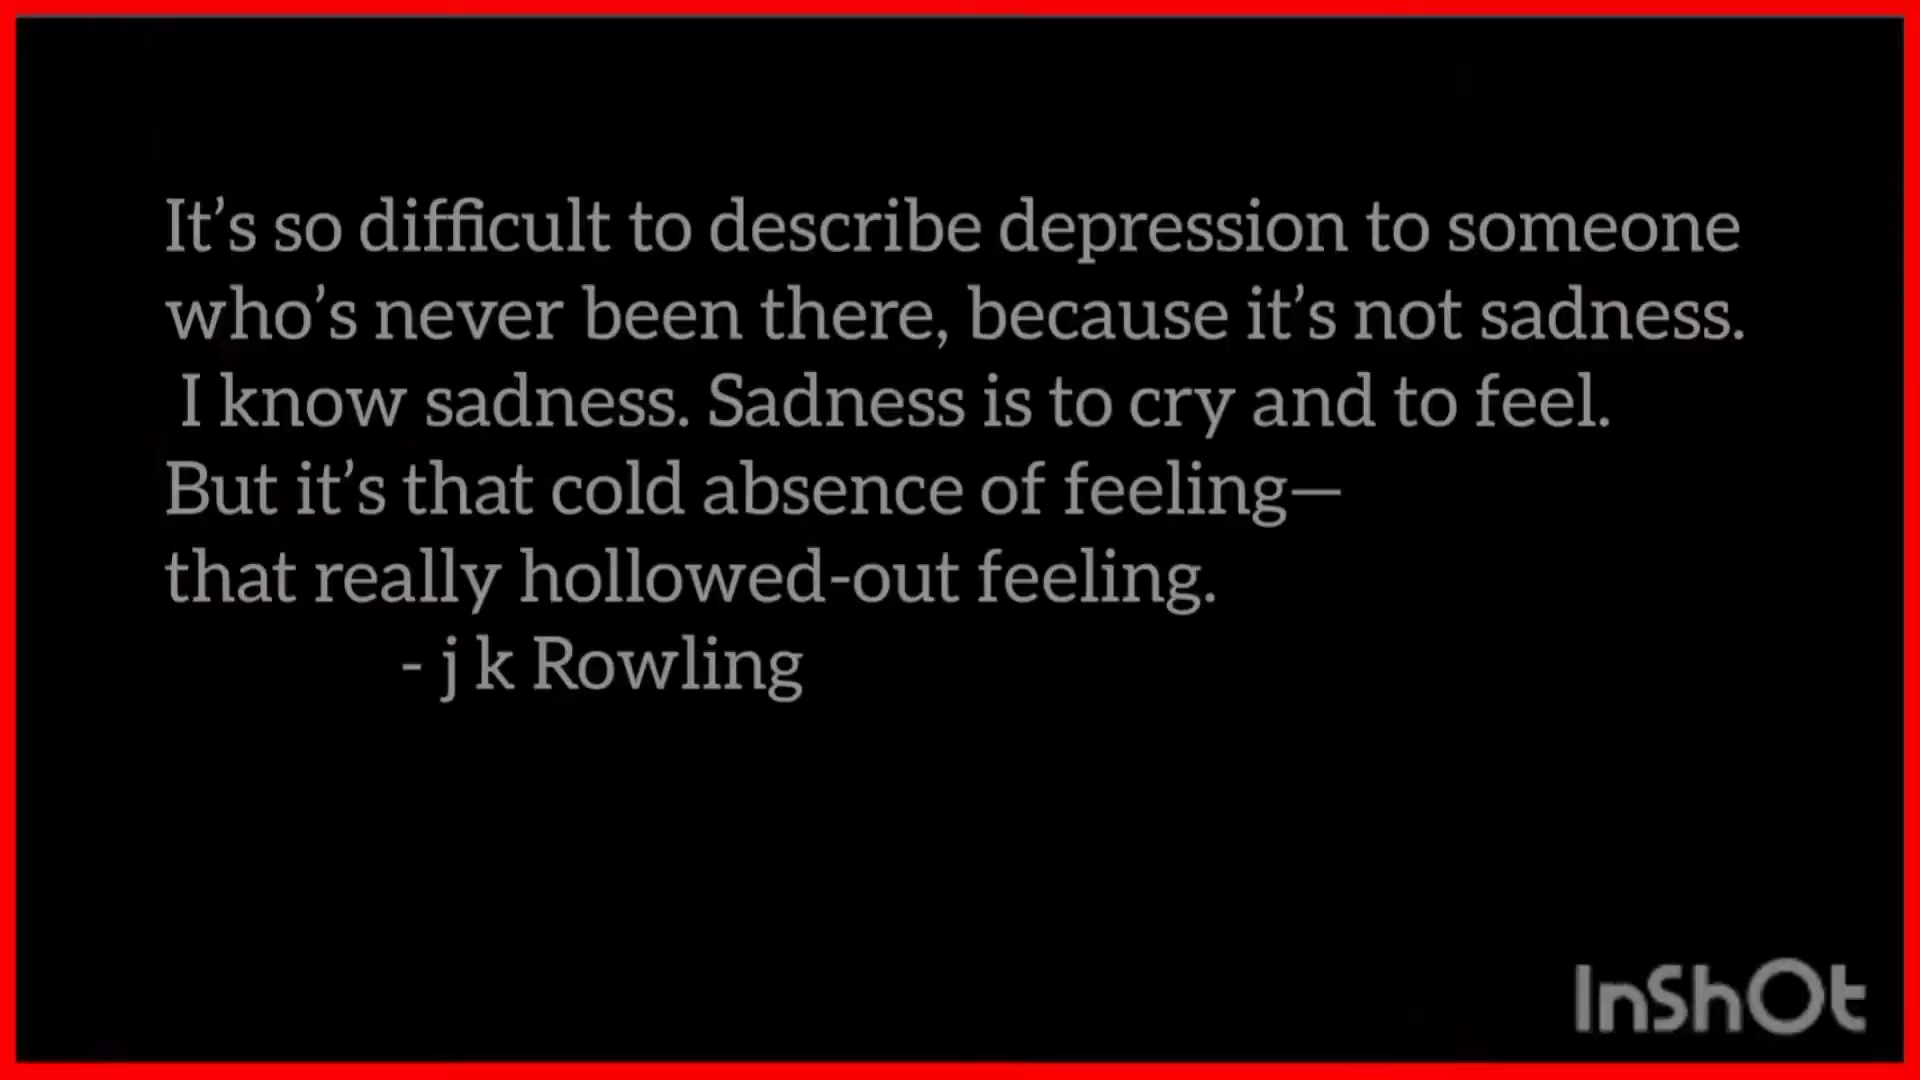 It’s so difficult to describe depression to someone
who’s never been there, because it’s not sadness.
I know sadness. Sadness is to cry and to feel.
But it’s that cold absence of feeling—
that really hollowed-out feeling.
- j k Rowling
InShOt